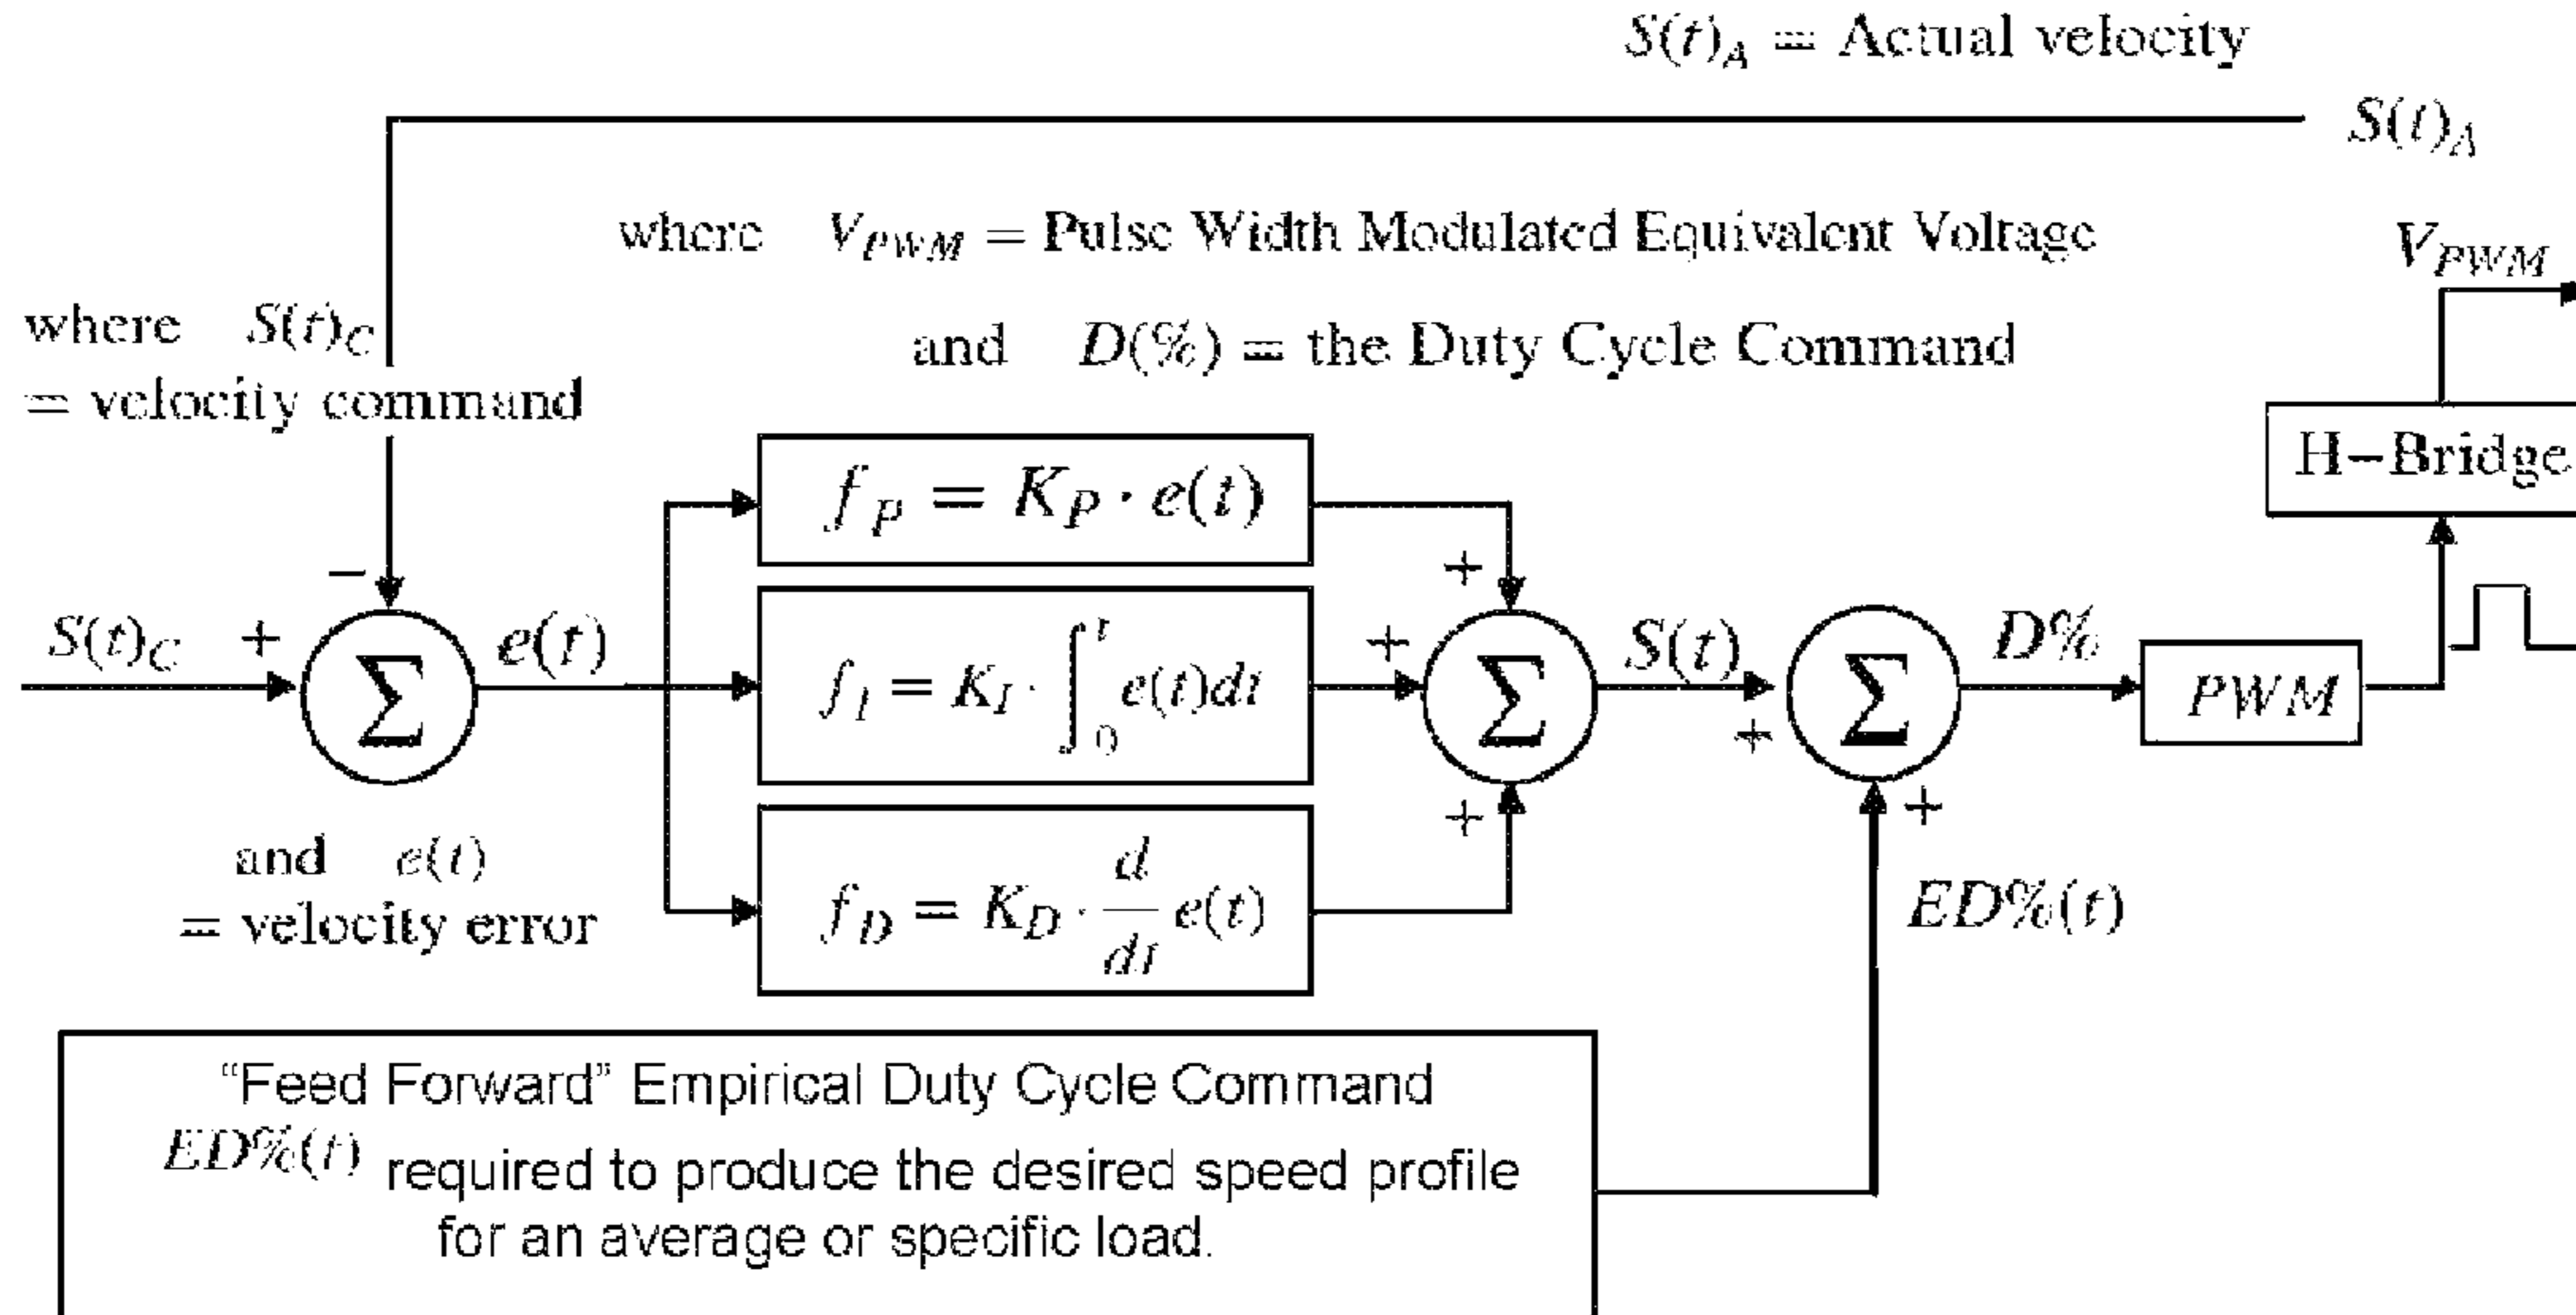 S(t)_A = Actual velocity
S(t)_A
where V_PWM = Pulse Width Modulated Equivalent Voltage
V_PWM
where S(t)_C
= velocity command
and D(%) = the Duty Cycle Command
H–Bridge
f_P = K_P · e(t)
−
+
S(t)_C
+
Σ
e(t)
f_I = K_I · ∫_0^t e(t)dt
+
Σ
S(t)
+
Σ
D%
PWM
+
+
and e(t)
= velocity error
f_D = K_D · d/dt e(t)
ED%(t)
“Feed Forward” Empirical Duty Cycle Command
ED%(t) required to produce the desired speed profile
for an average or specific load.